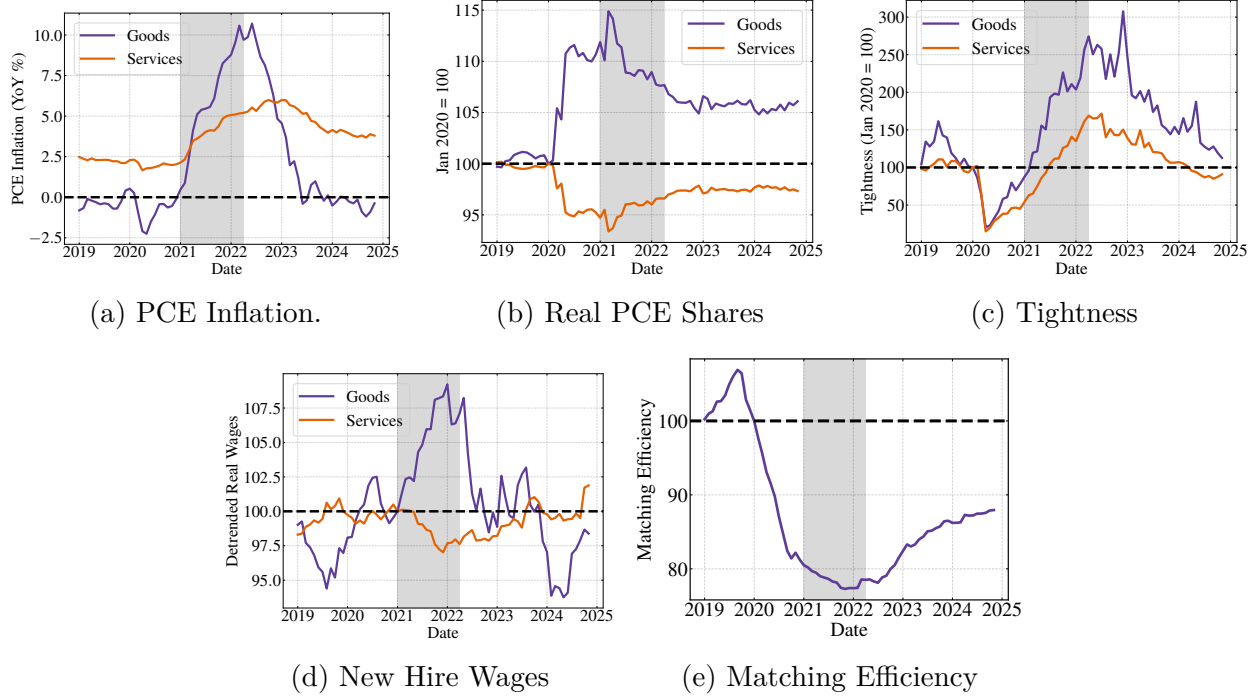 PCE Inflation (YoY %)
10.0
7.5
5.0
2.5
0.0
−2.5
Goods
Services
2019 2020 2021 2022 2023 2024 2025
Date
(a) PCE Inflation.
Jan 2020 = 100
115
110
105
100
95
Goods
Services
2019 2020 2021 2022 2023 2024 2025
Date
(b) Real PCE Shares
Tightness (Jan 2020 = 100)
300
250
200
150
100
50
Goods
Services
2019 2020 2021 2022 2023 2024 2025
Date
(c) Tightness
Detrended Real Wages
107.5
105.0
102.5
100.0
97.5
95.0
Goods
Services
2019 2020 2021 2022 2023 2024 2025
Date
(d) New Hire Wages
Matching Efficiency
100
90
80
2019 2020 2021 2022 2023 2024 2025
Date
(e) Matching Efficiency